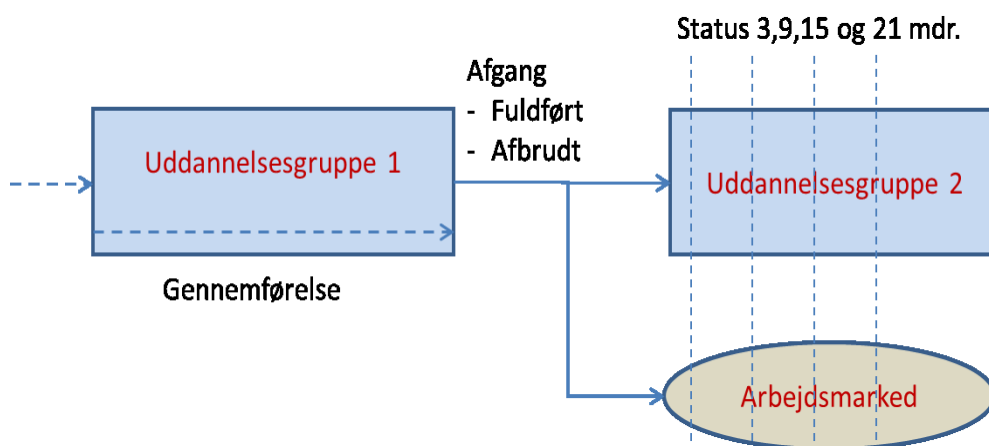 Status 3,9,15 og 21 mdr.
Afgang
- Fuldført
- Afbrudt
Uddannelsesgruppe 1
Uddannelsesgruppe 2
Gennemførelse
Arbejdsmarked